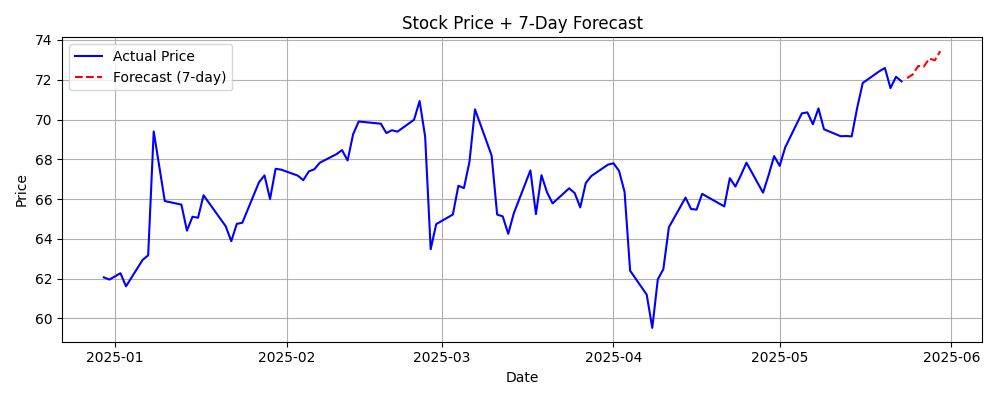 Stock Price + 7-Day Forecast
Actual Price
Forecast (7-day)
74
72
70
68
66
64
62
60
Price
2025-01
2025-02
2025-03
2025-04
2025-05
2025-06
Date